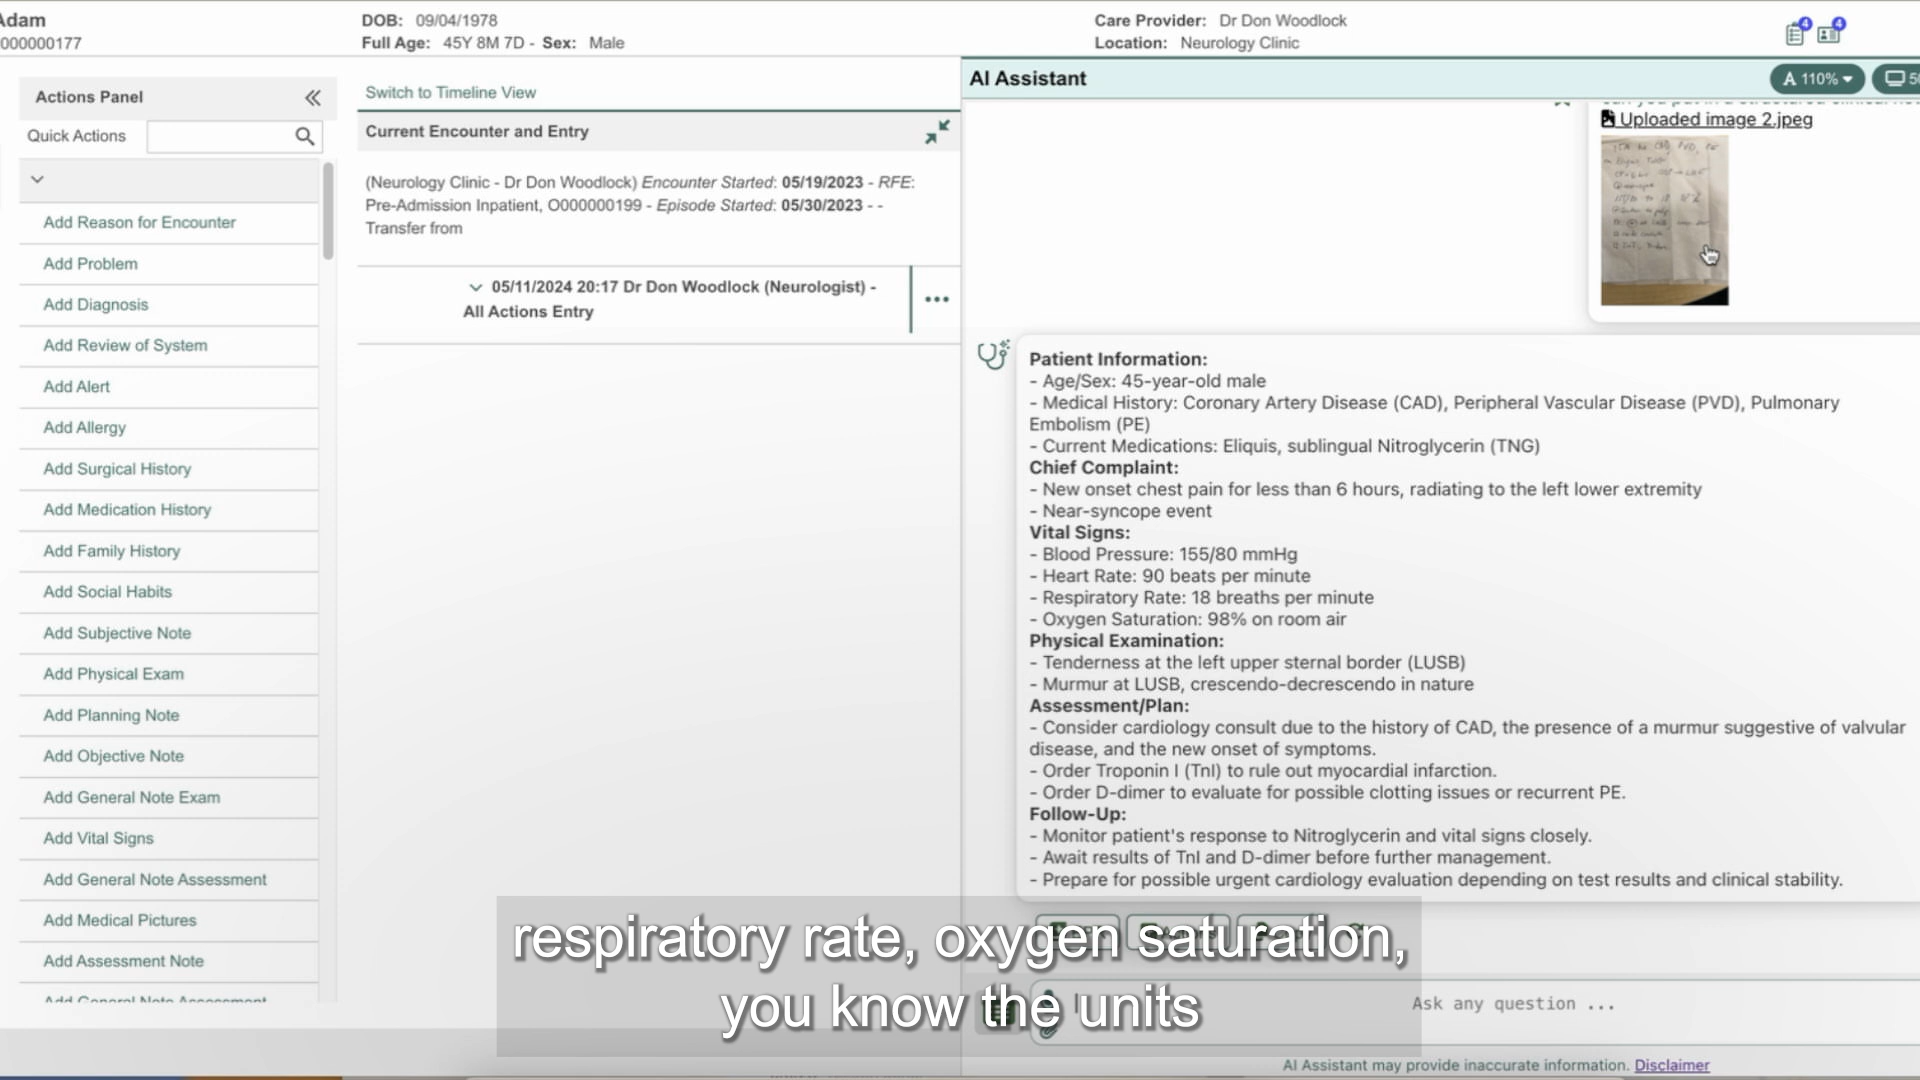 Adam
000000177
DOB: 09/04/1978
Full Age: 45Y 8M 7D - Sex: Male
Care Provider: Dr Don Woodlock
Location: Neurology Clinic
4
4
Actions Panel
Quick Actions
Add Reason for Encounter
Add Problem
Add Diagnosis
Add Review of System
Add Alert
Add Allergy
Add Surgical History
Add Medication History
Add Family History
Add Social Habits
Add Subjective Note
Add Physical Exam
Add Planning Note
Add Objective Note
Add General Note Exam
Add Vital Signs
Add General Note Assessment
Add Medical Pictures
Add Assessment Note
Add General Note Assessment
Switch to Timeline View
Current Encounter and Entry
(Neurology Clinic - Dr Don Woodlock) Encounter Started: 05/19/2023 - RFE:
Pre-Admission Inpatient, O000000199 - Episode Started: 05/30/2023 - -
Transfer from
05/11/2024 20:17 Dr Don Woodlock (Neurologist) -
All Actions Entry
AI Assistant
A 110%
Uploaded image 2.jpeg
Patient Information:
- Age/Sex: 45-year-old male
- Medical History: Coronary Artery Disease (CAD), Peripheral Vascular Disease (PVD), Pulmonary
Embolism (PE)
- Current Medications: Eliquis, sublingual Nitroglycerin (TNG)
Chief Complaint:
- New onset chest pain for less than 6 hours, radiating to the left lower extremity
- Near-syncope event
Vital Signs:
- Blood Pressure: 155/80 mmHg
- Heart Rate: 90 beats per minute
- Respiratory Rate: 18 breaths per minute
- Oxygen Saturation: 98% on room air
Physical Examination:
- Tenderness at the left upper sternal border (LUSB)
- Murmur at LUSB, crescendo-decrescendo in nature
Assessment/Plan:
- Consider cardiology consult due to the history of CAD, the presence of a murmur suggestive of valvular
disease, and the new onset of symptoms.
- Order Troponin I (TnI) to rule out myocardial infarction.
- Order D-dimer to evaluate for possible clotting issues or recurrent PE.
Follow-Up:
- Monitor patient's response to Nitroglycerin and vital signs closely.
- Await results of TnI and D-dimer before further management.
- Prepare for possible urgent cardiology evaluation depending on test results and clinical stability.
respiratory rate, oxygen saturation,
you know the units
Ask any question ...
AI Assistant may provide inaccurate information. Disclaimer